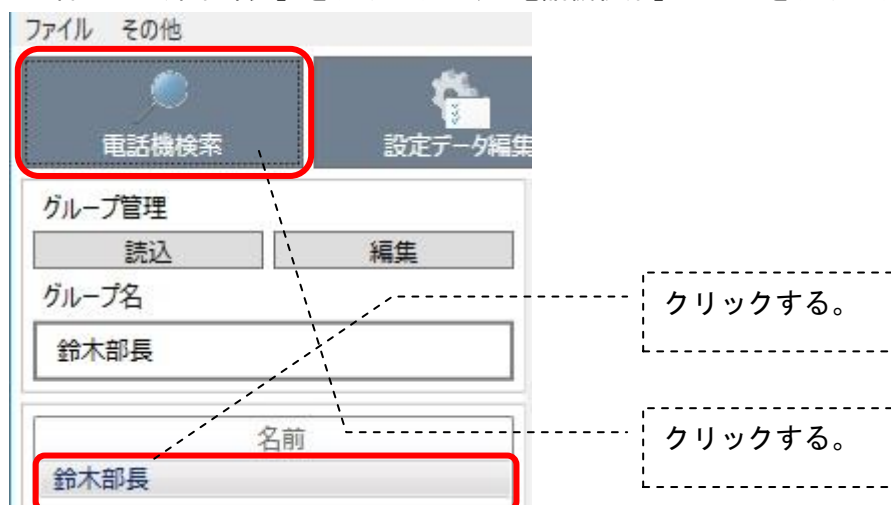 ファイル その他
電話機検索
設定データ編集
グループ管理
読込
編集
グループ名
鈴木部長
クリックする。
名前
クリックする。
鈴木部長